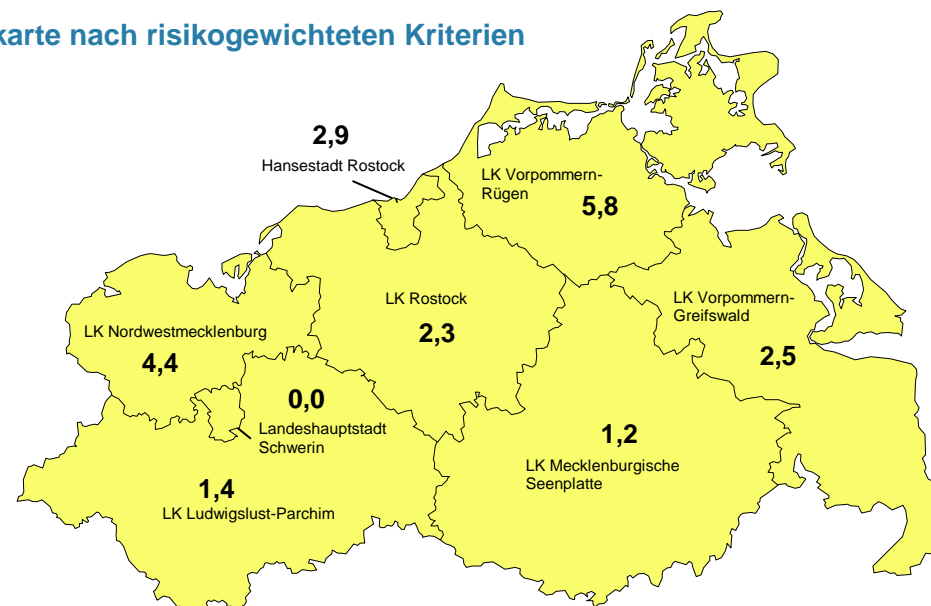 karte nach risikogewichteten Kriterien
2,9
Hansestadt Rostock
LK Vorpommern-
Rügen
5,8
LK Rostock
2,3
LK Vorpommern-
Greifswald
2,5
LK Nordwestmecklenburg
4,4
0,0
Landeshauptstadt
Schwerin
1,2
LK Mecklenburgische
Seenplatte
1,4
LK Ludwigslust-Parchim